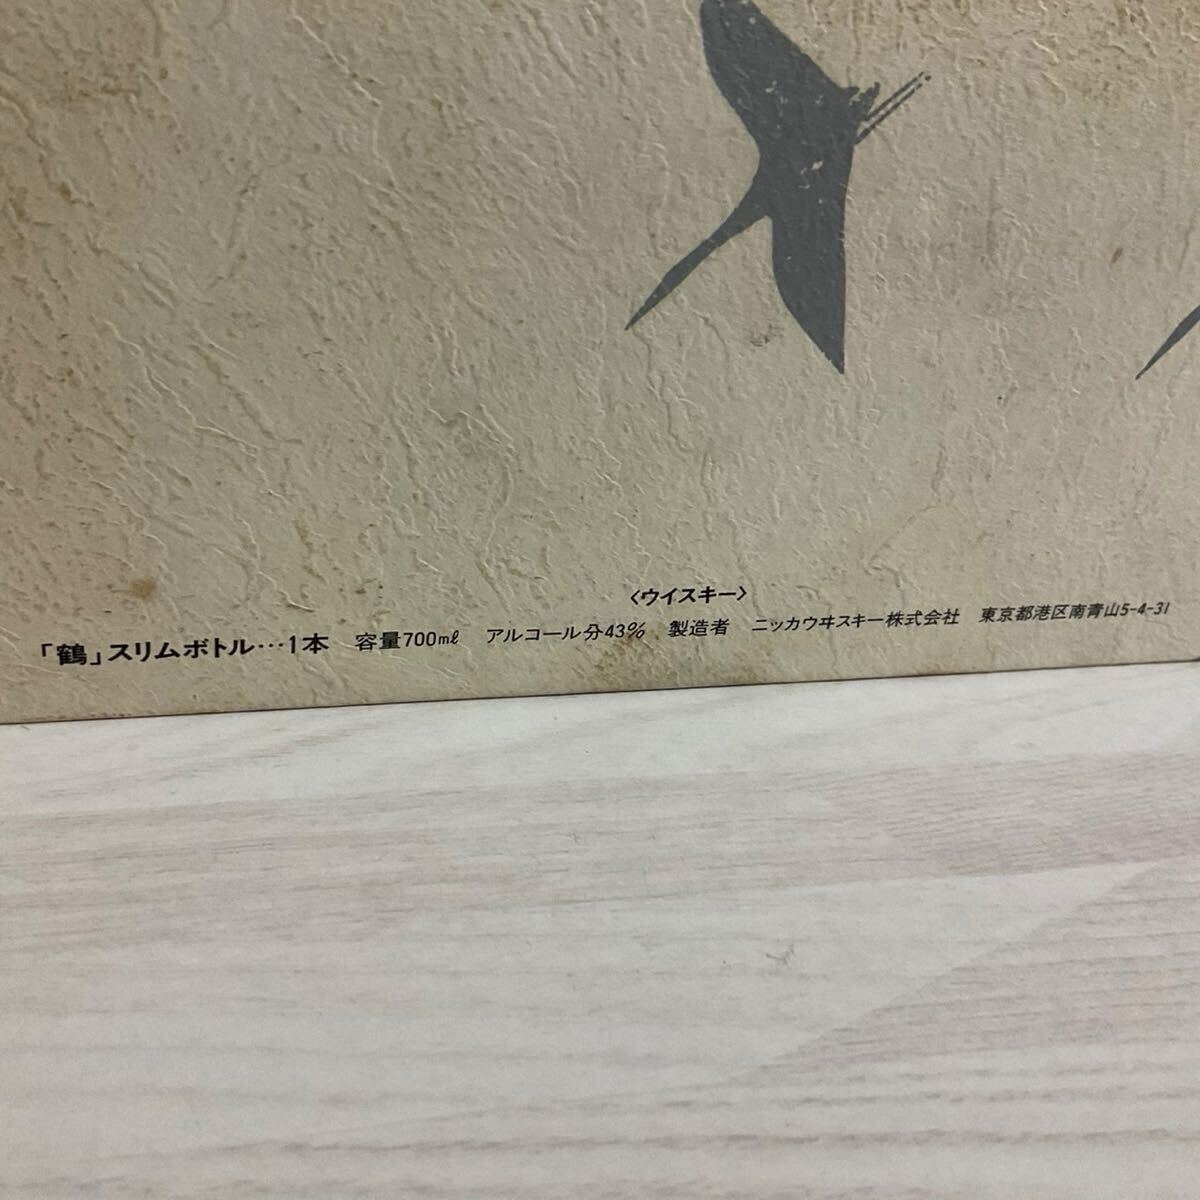 〈ウイスキー〉
「鶴」スリムボトル…1本 容量700㎖ アルコール分43% 製造者 ニッカウヰスキー株式会社 東京都港区南青山5-4-31